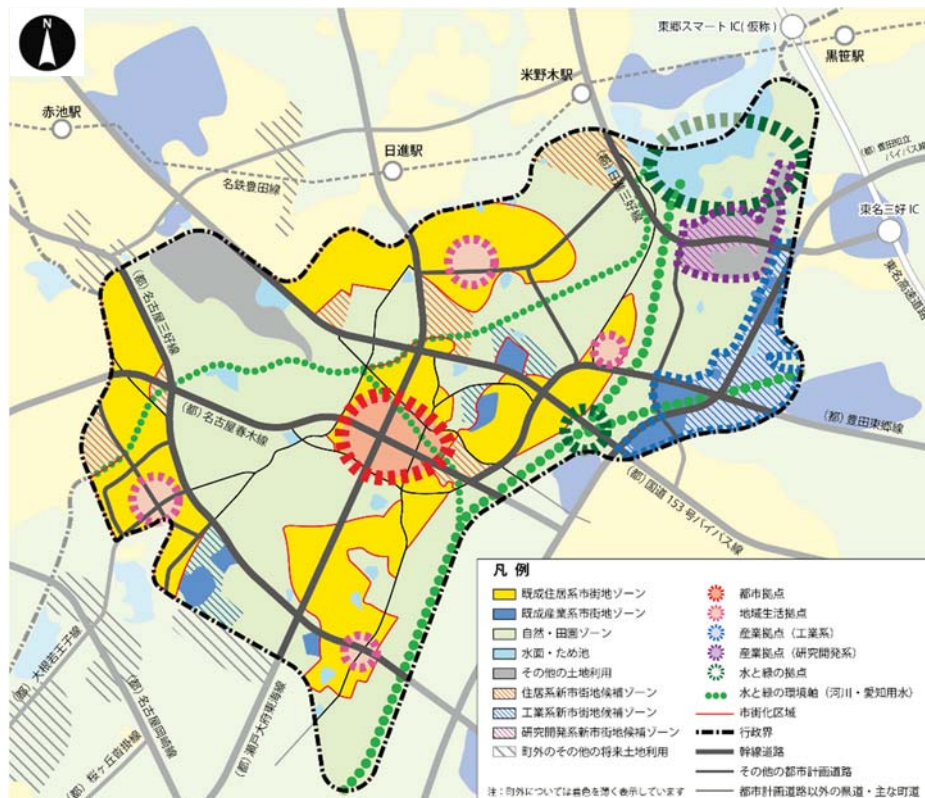 N
東郷スマートIC(仮称)
黒笹駅
米野木駅
赤池駅
日進駅
名鉄豊田線
(都)日進三好線
(都)豊田知立
バイパス線
東名三好IC
東名高速道路
(都)名古屋三好線
(都)名古屋春木線
(都)豊田東郷線
(都)国道153号バイパス線
(都)大根若王子線
(都)名古屋岡崎線
(都)桜ヶ丘沓掛線
(都)瀬戸大府東海線
凡例
既成住居系市街地ゾーン
既成産業系市街地ゾーン
自然・田園ゾーン
水面・ため池
その他の土地利用
住居系新市街地候補ゾーン
工業系新市街地候補ゾーン
研究開発系新市街地候補ゾーン
町外のその他の将来土地利用
都市拠点
地域生活拠点
産業拠点(工業系)
産業拠点(研究開発系)
水と緑の拠点
水と緑の環境軸(河川・愛知用水)
市街化区域
行政界
幹線道路
その他の都市計画道路
都市計画道路以外の県道・主な町道
注:町外については着色を薄く表示しています